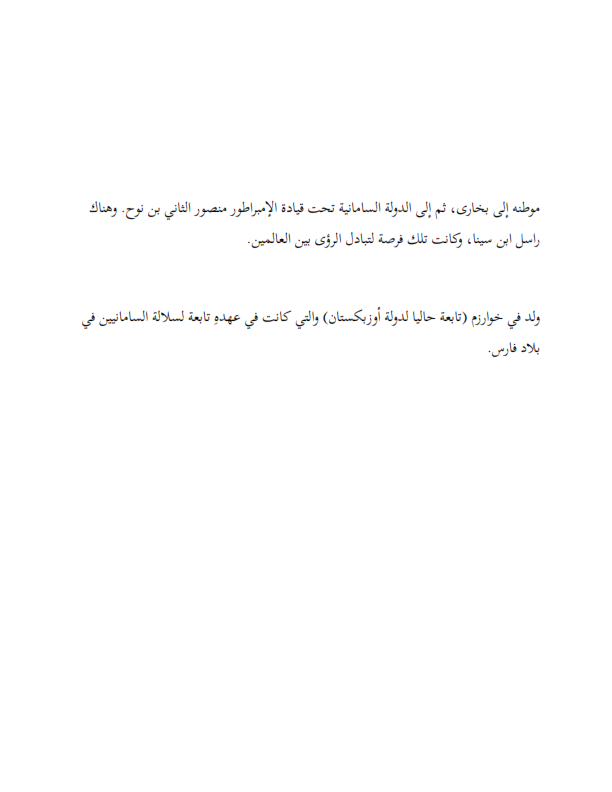 موطنه إلى بخارى، ثم إلى الدولة السامانية تحت قيادة الإمبراطور منصور الثاني بن نوح. وهناك
راسل ابن سينا، وكانت تلك فرصة لتبادل الرؤى بين العالمين.
ولد في خوارزم (تابعة حاليا لدولة أوزبكستان) والتي كانت في عهدهِ تابعة لسلالة السامانيين في
بلاد فارس.